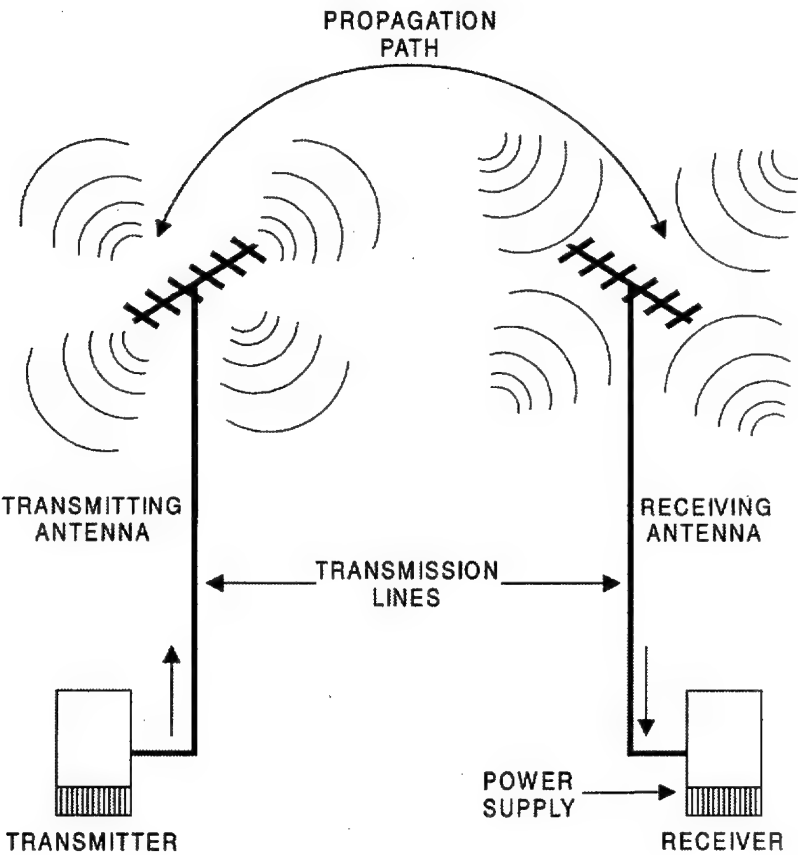 PROPAGATION
PATH
TRANSMITTING
ANTENNA
RECEIVING
ANTENNA
TRANSMISSION
LINES
POWER
SUPPLY
TRANSMITTER
RECEIVER